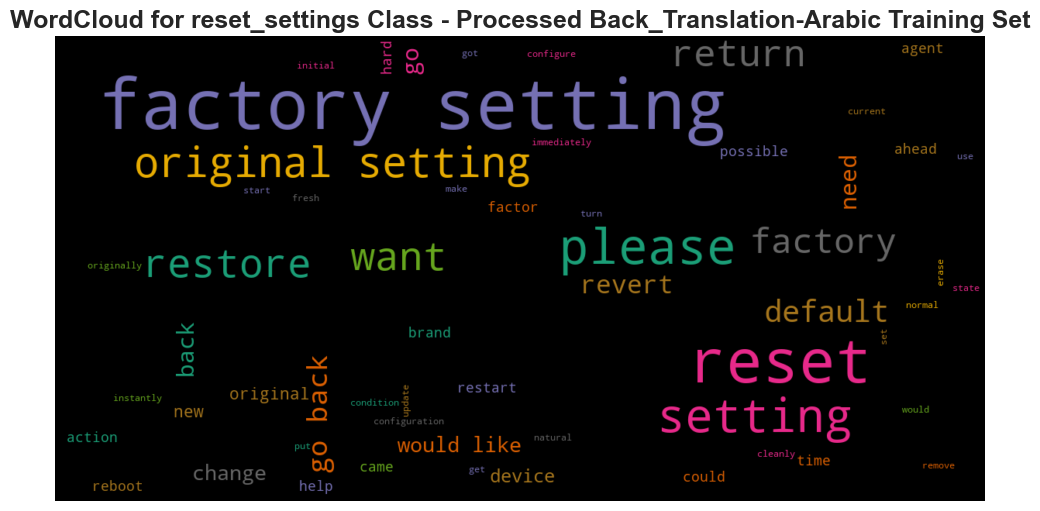 WordCloud for reset_settings Class - Processed Back_Translation-Arabic Training Set
hard
go
got
configure
return
agent
initial
factory setting
current
immediately
original setting
possible
ahead
use
need
start
fresh
make
factor
turn
please
factory
restore
want
originally
revert
erase
state
default
normal
set
back
brand
reset
go back
restart
original
update
instantly
new
condition
configuration
setting
would
action
put
would like
natural
cleanly
time
came
get
remove
change
device
could
reboot
help